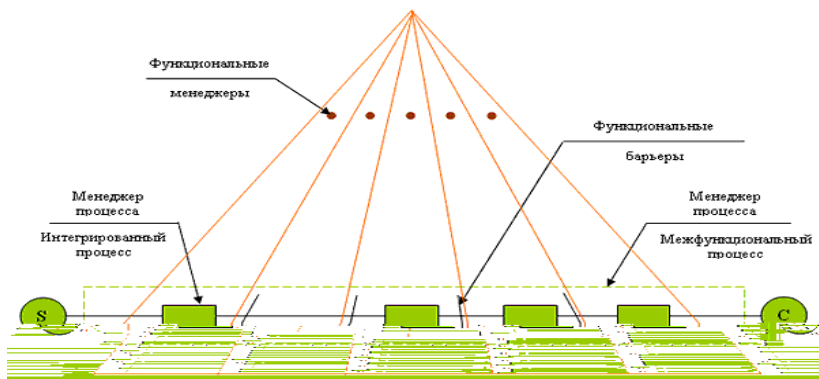 Функциональные
менеджеры
Функциональные
барьеры
Менеджер
процесса
Интегрированный
процесс
Менеджер
процесса
Межфункциональный
процесс
S
C